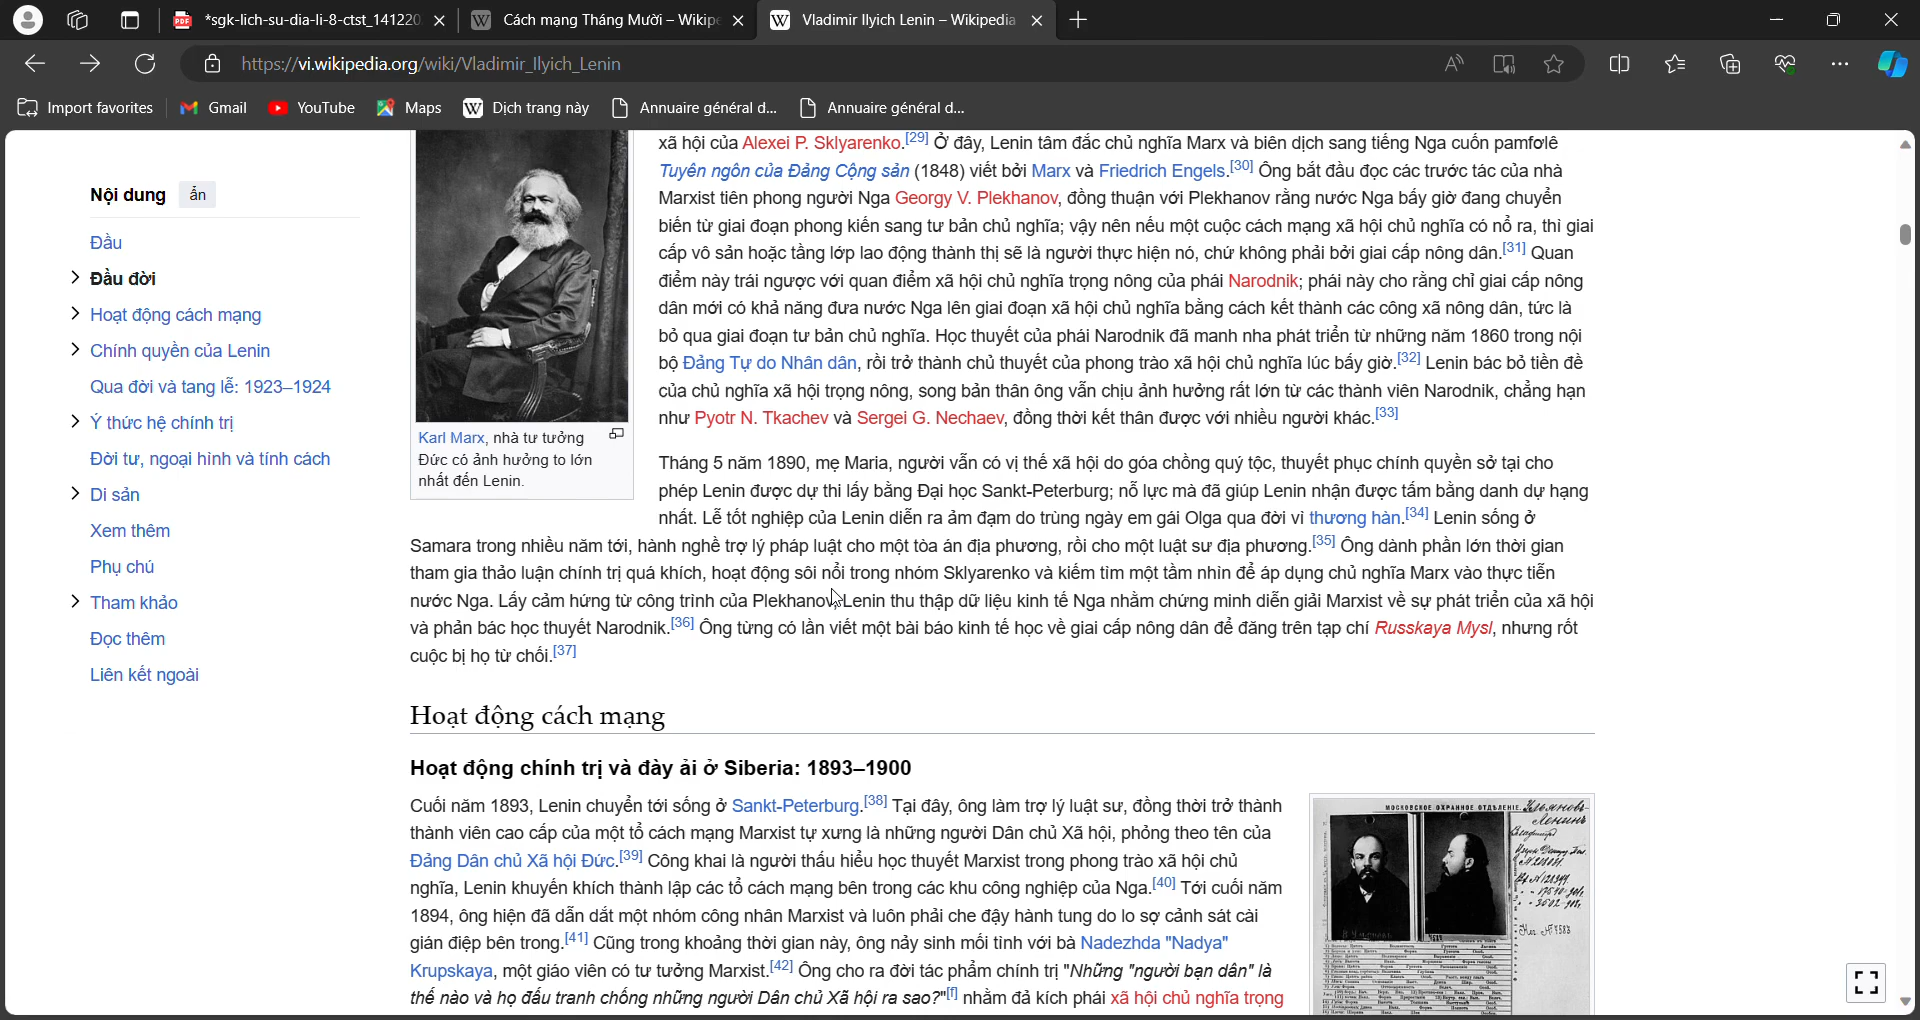 *sgk-lich-su-dia-li-8-ctst_141220
Cách mạng Tháng Mười – Wikipe
Vladimir Ilyich Lenin – Wikipedia
https://vi.wikipedia.org/wiki/Vladimir_Ilyich_Lenin
Import favorites
Gmail
YouTube
Maps
Dịch trang này
Annuaire général d...
Annuaire général d...
Nội dung ẩn
Đầu
Đầu đời
Hoạt động cách mạng
Chính quyền của Lenin
Qua đời và tang lễ: 1923–1924
Ý thức hệ chính trị
Đời tư, ngoại hình và tính cách
Di sản
Xem thêm
Phụ chú
Tham khảo
Đọc thêm
Liên kết ngoài
Karl Marx, nhà tư tưởng
Đức có ảnh hưởng to lớn
nhất đến Lenin.
xã hội của Alexei P. Sklyarenko.[29] Ở đây, Lenin tâm đắc chủ nghĩa Marx và biên dịch sang tiếng Nga cuốn pamfơlê
Tuyên ngôn của Đảng Cộng sản (1848) viết bởi Marx và Friedrich Engels.[30] Ông bắt đầu đọc các trước tác của nhà
Marxist tiên phong người Nga Georgy V. Plekhanov, đồng thuận với Plekhanov rằng nước Nga bấy giờ đang chuyển
biến từ giai đoạn phong kiến sang tư bản chủ nghĩa; vậy nên nếu một cuộc cách mạng xã hội chủ nghĩa có nổ ra, thì giai
cấp vô sản hoặc tầng lớp lao động thành thị sẽ là người thực hiện nó, chứ không phải bởi giai cấp nông dân.[31] Quan
điểm này trái ngược với quan điểm xã hội chủ nghĩa trọng nông của phái Narodnik; phái này cho rằng chỉ giai cấp nông
dân mới có khả năng đưa nước Nga lên giai đoạn xã hội chủ nghĩa bằng cách kết thành các công xã nông dân, tức là
bỏ qua giai đoạn tư bản chủ nghĩa. Học thuyết của phái Narodnik đã manh nha phát triển từ những năm 1860 trong nội
bộ Đảng Tự do Nhân dân, rồi trở thành chủ thuyết của phong trào xã hội chủ nghĩa lúc bấy giờ.[32] Lenin bác bỏ tiền đề
của chủ nghĩa xã hội trọng nông, song bản thân ông vẫn chịu ảnh hưởng rất lớn từ các thành viên Narodnik, chẳng hạn
như Pyotr N. Tkachev và Sergei G. Nechaev, đồng thời kết thân được với nhiều người khác.[33]
Tháng 5 năm 1890, mẹ Maria, người vẫn có vị thế xã hội do góa chồng quý tộc, thuyết phục chính quyền sở tại cho
phép Lenin được dự thi lấy bằng Đại học Sankt-Peterburg; nỗ lực mà đã giúp Lenin nhận được tấm bằng danh dự hạng
nhất. Lễ tốt nghiệp của Lenin diễn ra ảm đạm do trùng ngày em gái Olga qua đời vì thương hàn.[34] Lenin sống ở
Samara trong nhiều năm tới, hành nghề trợ lý pháp luật cho một tòa án địa phương, rồi cho một luật sư địa phương.[35] Ông dành phần lớn thời gian
tham gia thảo luận chính trị quá khích, hoạt động sôi nổi trong nhóm Sklyarenko và kiếm tìm một tầm nhìn để áp dụng chủ nghĩa Marx vào thực tiễn
nước Nga. Lấy cảm hứng từ công trình của Plekhanov, Lenin thu thập dữ liệu kinh tế Nga nhằm chứng minh diễn giải Marxist về sự phát triển của xã hội
và phản bác học thuyết Narodnik.[36] Ông từng có lần viết một bài báo kinh tế học về giai cấp nông dân để đăng trên tạp chí Russkaya Mysl, nhưng rốt
cuộc bị họ từ chối.[37]
Hoạt động cách mạng
Hoạt động chính trị và đày ải ở Siberia: 1893–1900
Cuối năm 1893, Lenin chuyển tới sống ở Sankt-Peterburg.[38] Tại đây, ông làm trợ lý luật sư, đồng thời trở thành
thành viên cao cấp của một tổ cách mạng Marxist tự xưng là những người Dân chủ Xã hội, phỏng theo tên của
Đảng Dân chủ Xã hội Đức.[39] Công khai là người thấu hiểu học thuyết Marxist trong phong trào xã hội chủ
nghĩa, Lenin khuyến khích thành lập các tổ cách mạng bên trong các khu công nghiệp của Nga.[40] Tới cuối năm
1894, ông hiện đã dẫn dắt một nhóm công nhân Marxist và luôn phải che đậy hành tung do lo sợ cảnh sát cài
gián điệp bên trong.[41] Cũng trong khoảng thời gian này, ông nảy sinh mối tình với bà Nadezhda "Nadya"
Krupskaya, một giáo viên có tư tưởng Marxist.[42] Ông cho ra đời tác phẩm chính trị "Những "người bạn dân" là
thế nào và họ đấu tranh chống những người Dân chủ Xã hội ra sao?"[f] nhằm đả kích phái xã hội chủ nghĩa trọng
МОСКОВСКОЕ ОХРАННОЕ ОТДѢЛЕНІЕ.